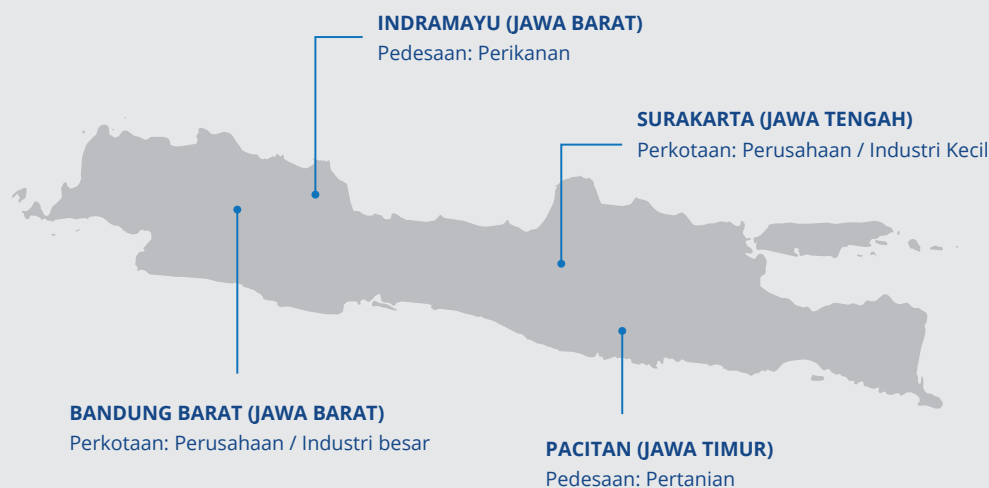 INDRAMAYU (JAWA BARAT)
Pedesaan: Perikanan
SURAKARTA (JAWA TENGAH)
Perkotaan: Perusahaan / Industri Kecil
BANDUNG BARAT (JAWA BARAT)
Perkotaan: Perusahaan / Industri besar
PACITAN (JAWA TIMUR)
Pedesaan: Pertanian